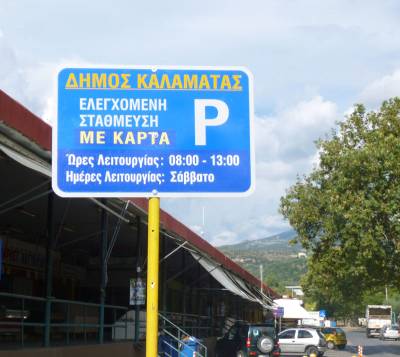 ΔΗΜΟΣ ΚΑΛΑΜΑΤΑΣ
ΕΛΕΓΧΟΜΕΝΗ
ΣΤΑΘΜΕΥΣΗ
ΜΕ ΚΑΡΤΑ
P
Ώρες Λειτουργίας: 08:00 - 13:00
Ημέρες Λειτουργίας: Σάββατο